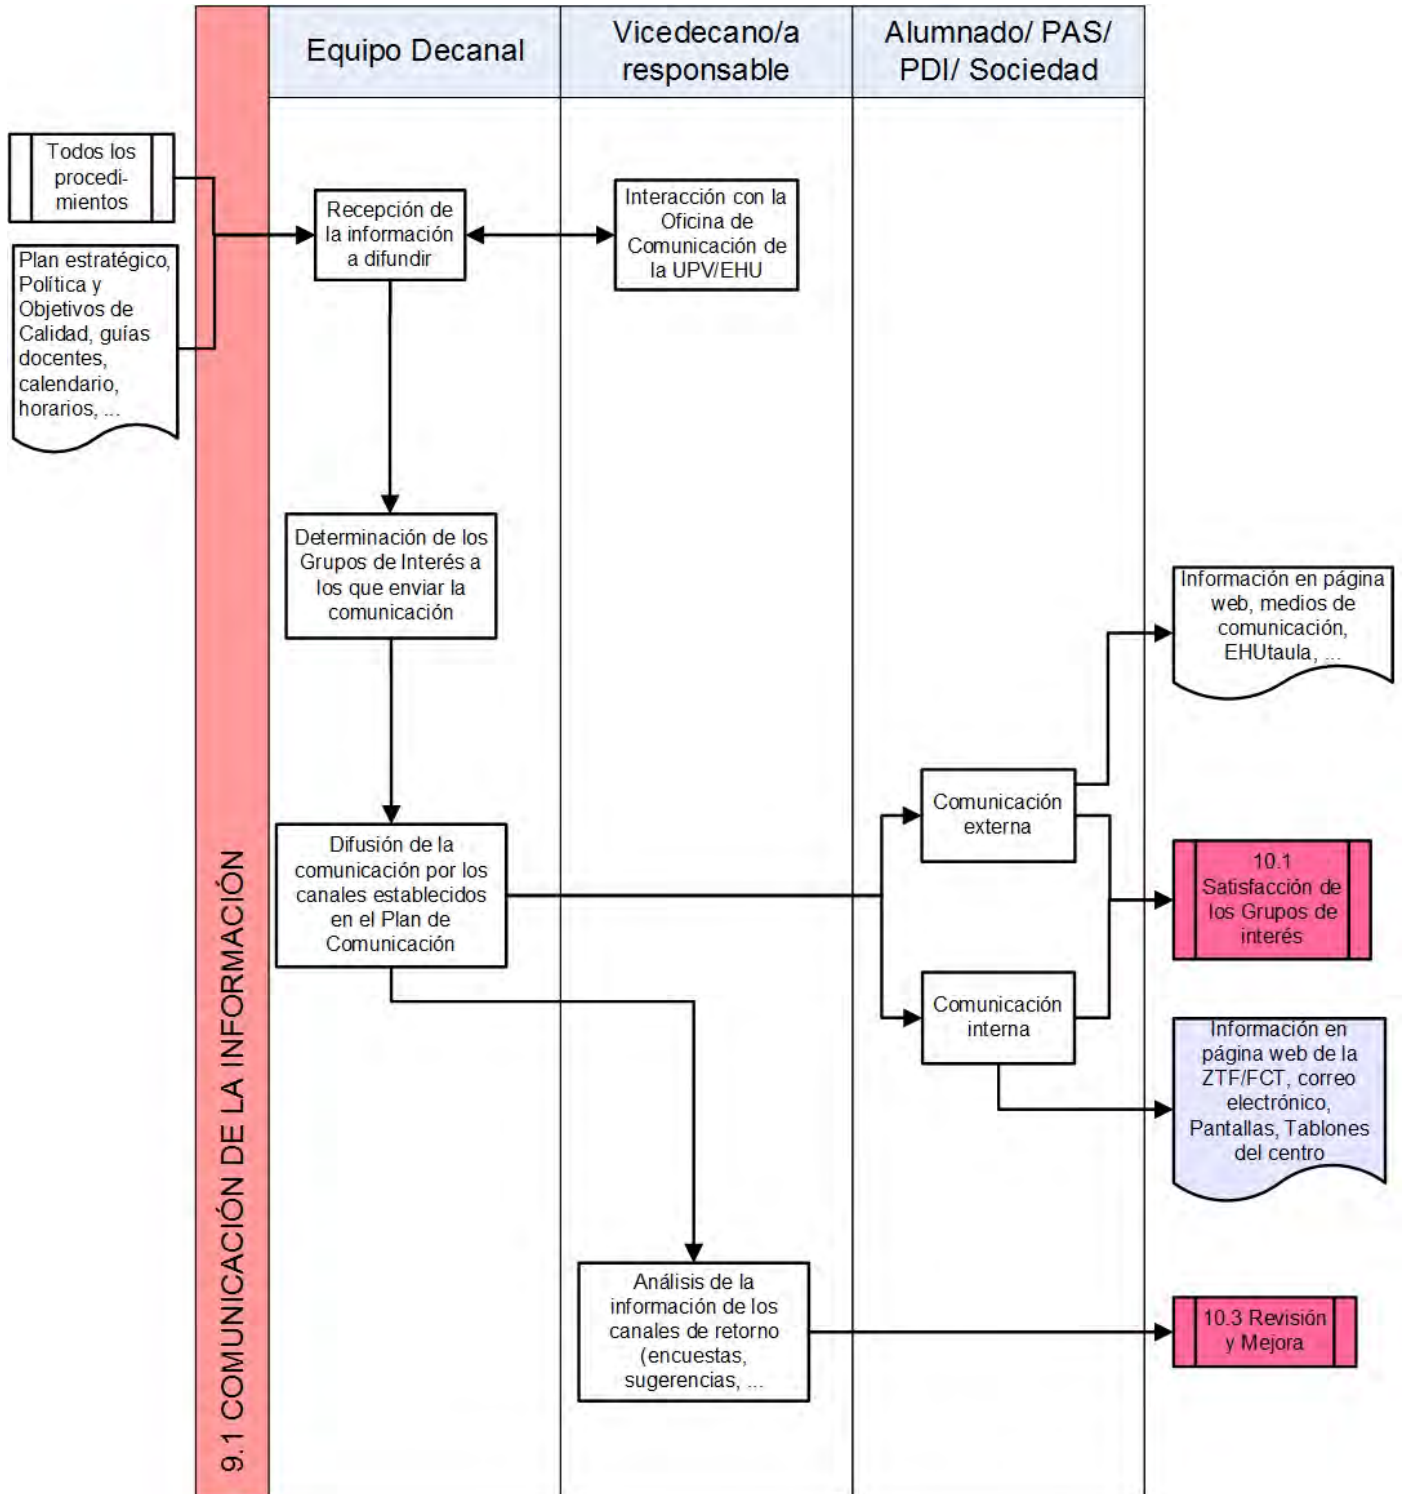 Equipo Decanal
Vicedecano/a
responsable
Alumnado/ PAS/
PDI/ Sociedad
9.1 COMUNICACIÓN DE LA INFORMACIÓN
Todos los
procedi-
mientos
Plan estratégico,
Política y
Objetivos de
Calidad, guías
docentes,
calendario,
horarios, ...
Recepción de
la información
a difundir
Interacción con la
Oficina de
Comunicación de
la UPV/EHU
Determinación de los
Grupos de Interés a
los que enviar la
comunicación
Información en página
web, medios de
comunicación,
EHUtaula, ...
Difusión de la
comunicación por los
canales establecidos
en el Plan de
Comunicación
Comunicación
externa
10.1
Satisfacción de
los Grupos de
interés
Comunicación
interna
Información en
página web de la
ZTF/FCT, correo
electrónico,
Pantallas, Tablones
del centro
Análisis de la
información de los
canales de retorno
(encuestas,
sugerencias, ...
10.3 Revisión
y Mejora